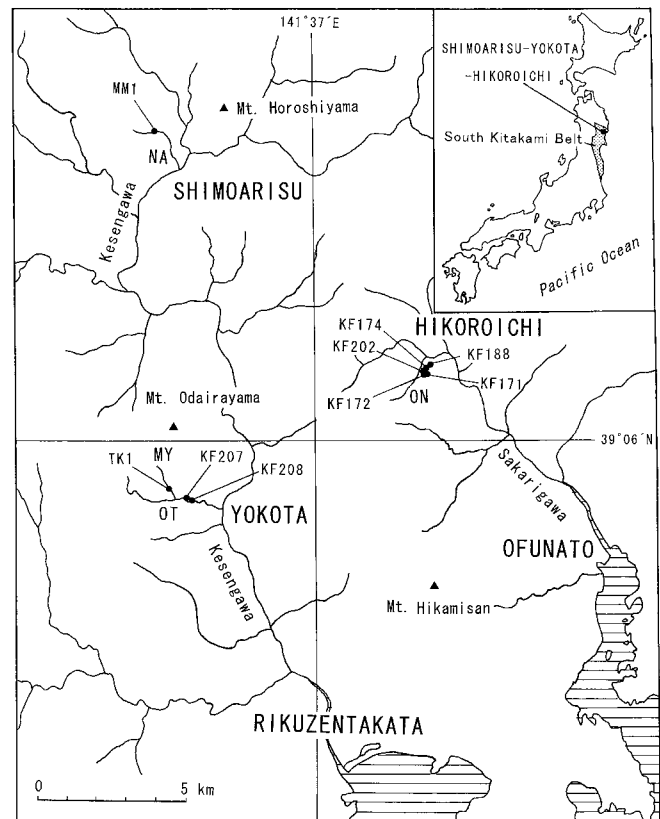 141°37´E
SHIMOARISU-YOKOTA
-HIKOROICHI
South Kitakami Belt
Pacific Ocean
MM1
Mt. Horoshiyama
NA
SHIMOARISU
Kesengawa
HIKOROICHI
KF174
KF202
KF188
KF171
KF172
ON
Mt. Odairayama
39°06´N
TK1
MY
KF207
KF208
OT
YOKOTA
Sakarigawa
OFUNATO
Kesengawa
Mt. Hikamisan
RIKUZENTAKATA
0 5 km